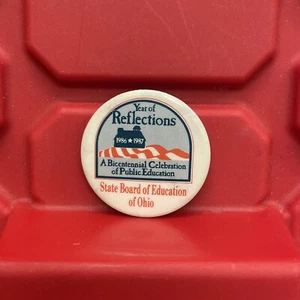 Year of
Reflections
1986 ★ 1987
A Bicentennial Celebration
of Public Education
State Board of Education
of Ohio